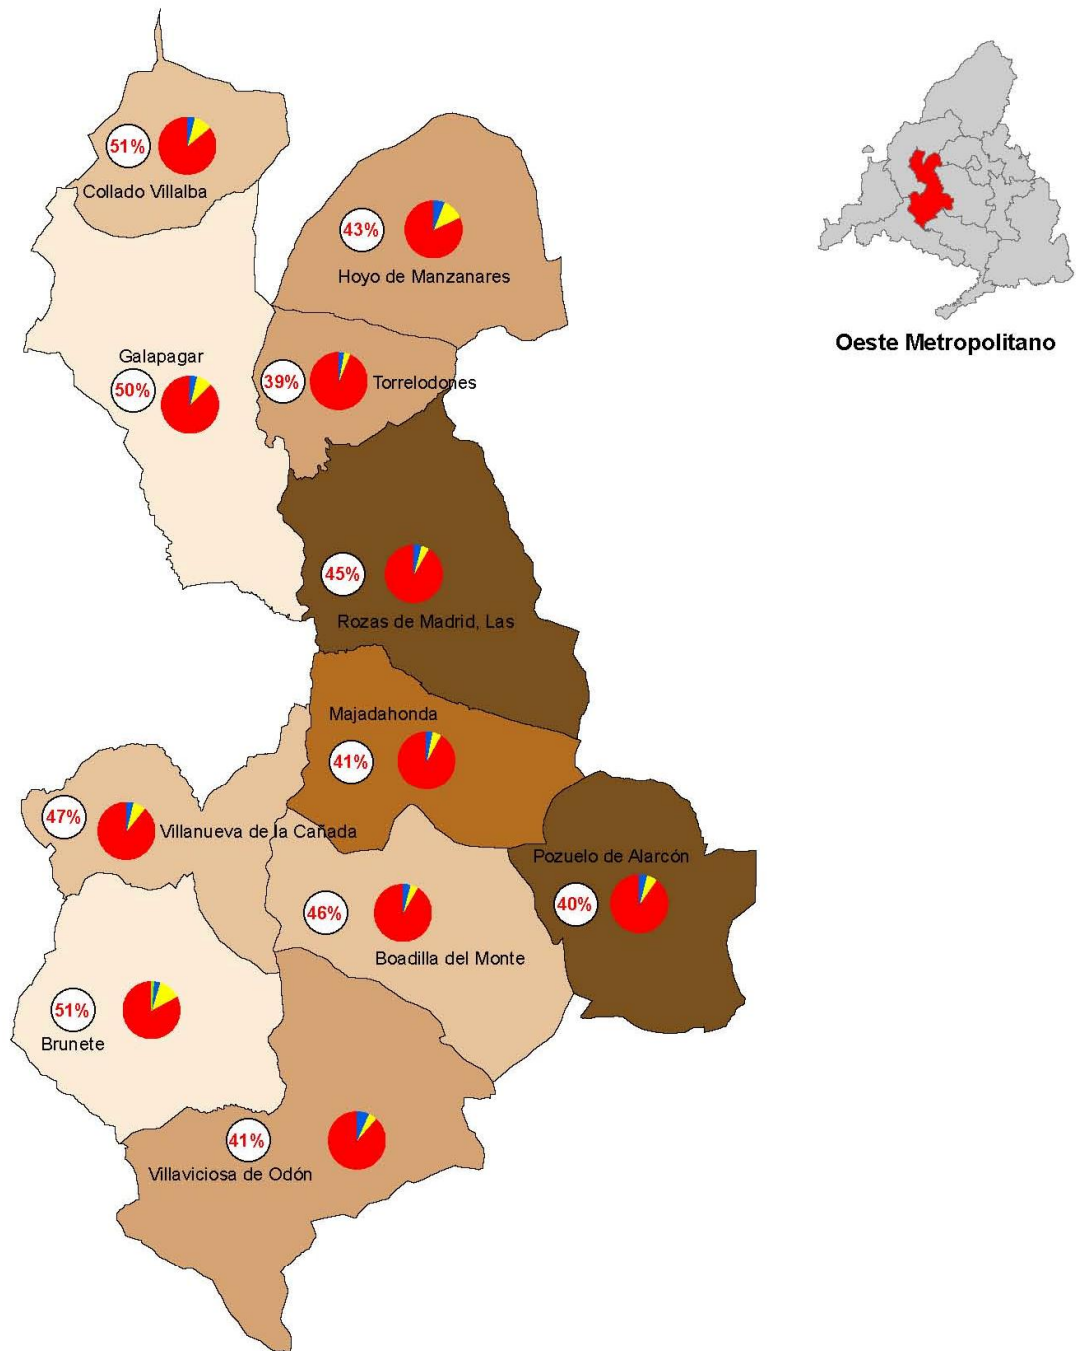 51%
Collado Villalba
43%
Hoyo de Manzanares
Oeste Metropolitano
Galapagar
50%
39%
Torrelodones
45%
Rozas de Madrid, Las
Majadahonda
41%
47%
Villanueva de la Cañada
Pozuelo de Alarcón
40%
46%
Boadilla del Monte
51%
Brunete
41%
Villaviciosa de Odón